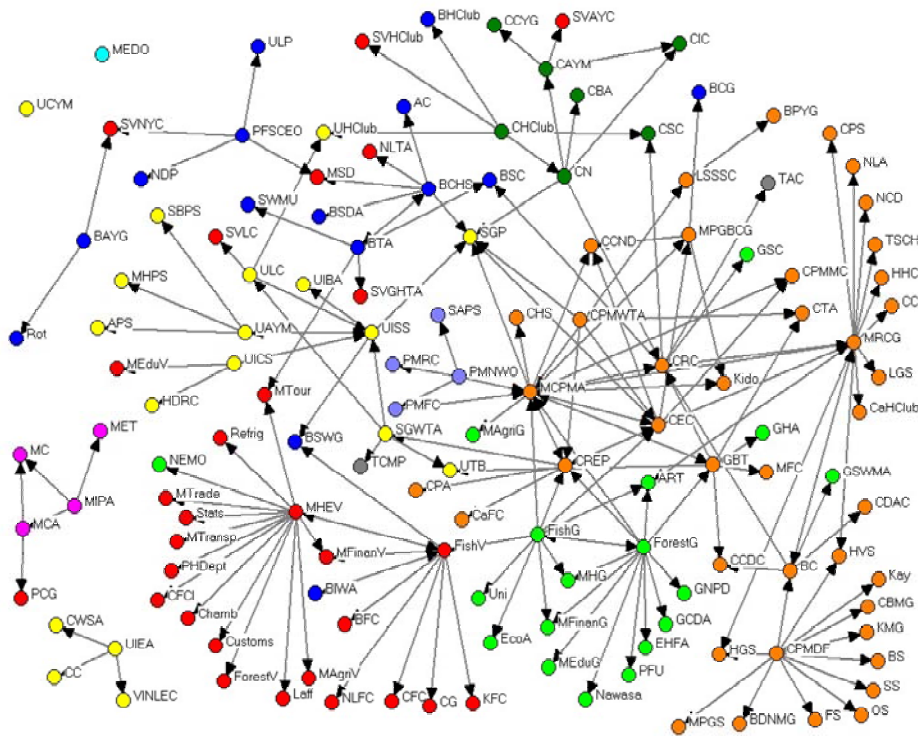 BHClub
CCYG
SVAYC
MEDO
ULP
SVHClub
CIC
CAYM
UCYM
AC
CBA
BCG
BPYG
SVNYC
PFSCEO
UHClub
CHClub
CSC
CPS
NLTA
NDP
MSD
BSC
CN
LSSSC
TAC
NLA
SWMU
BCHS
NCD
SBPS
BSDA
SVLC
BTA
SGP
CCND
MPGBCG
TSCH
BAYG
GSC
MHPS
ULC
UIBA
SVGHTA
CPMMC
HHC
SAPS
CHS
CPMWTA
CTA
APS
UAYM
UISS
Rot
MRCG
MEduV
UICS
PMRC
PMNWO
MCPMA
CRC
Kido
LGS
HDRC
MTour
PMFC
CaHClub
MAgriG
CEC
Refrig
BSWG
SGWTA
GHA
MET
MC
NEMO
TCMP
UTB
CREP
GBT
MFC
GSWMA
CPA
ART
MTrade
MIPA
Stats
MHEV
CDAC
MCA
MTransp
CaFC
FishG
MFinanV
FishV
ForestG
HVS
PHDept
CCDC
BC
BIWA
MHG
Kay
PCG
CFCI
Uni
GNPD
CBMG
Chamb
BFC
MFinanG
GCDA
CWSA
KMG
Customs
EcoA
EHFA
UIEA
HGS
CPMDF
BS
CC
ForestV
MAgriV
MEduG
PFU
SS
VINLEC
Laff
NLFC
CFC
CG
KFC
Nawasa
OS
MPGS
BDNMG
FS